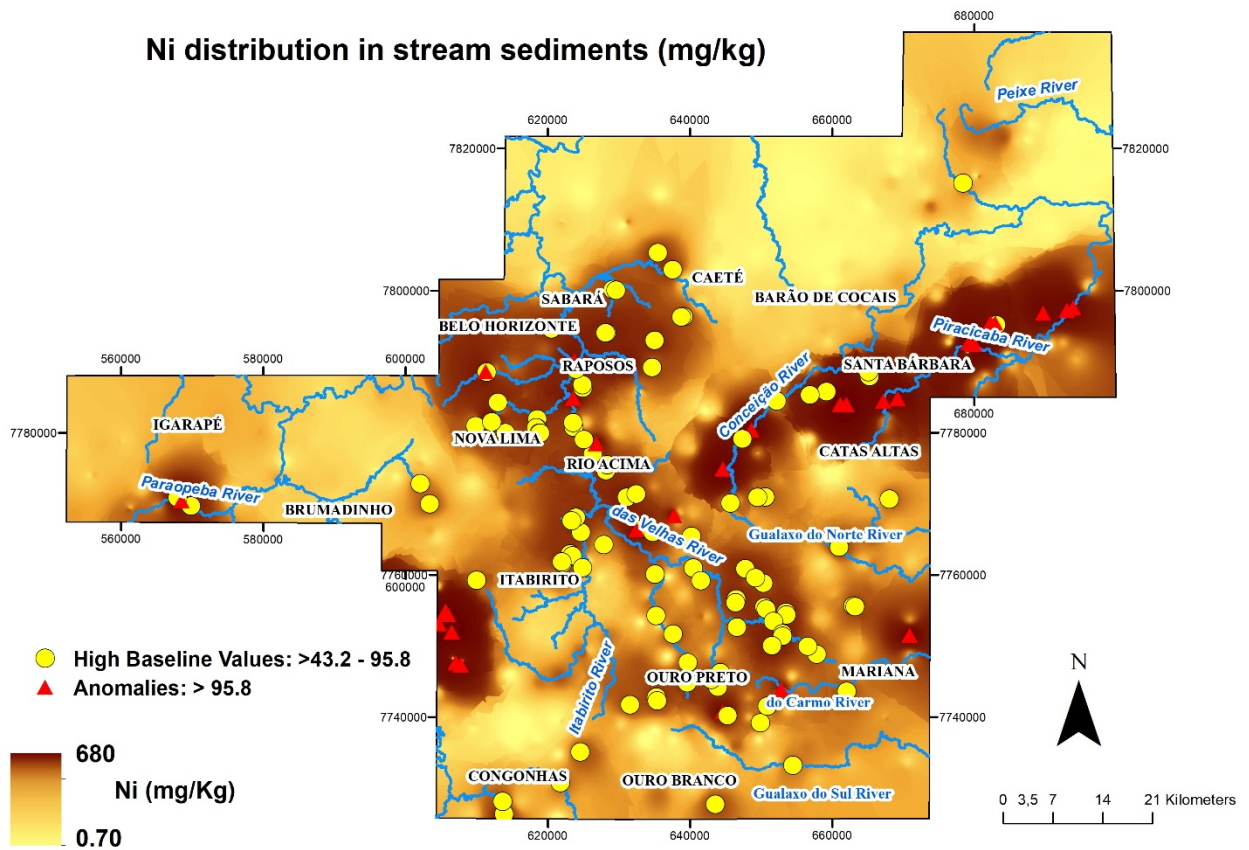 Ni distribution in stream sediments (mg/kg)
680000
Peixe River
620000 640000 660000
7820000 7820000
CAETÉ
7800000 SABARÁ BARÃO DE COCAIS 7800000
BELO HORIZONTE
Piracicaba River
560000 580000 600000
RAPOSOS SANTA BÁRBARA
Conceição River
680000
IGARAPÉ
7780000 NOVA LIMA 7780000
CATAS ALTAS
RIO ACIMA
Paraopeba River
BRUMADINHO
das Velhas River
Gualaxo do Norte River
560000 580000
7760000 ITABIRITO 7760000
600000
High Baseline Values: >43.2 - 95.8
Anomalies: > 95.8
MARIANA
OURO PRETO
Itabirito River
do Carmo River
N
7740000 7740000
680
Ni (mg/Kg)
0.70
CONGONHAS OURO BRANCO
Gualaxo do Sul River
0 3,5 7 14 21 Kilometers
620000 640000 660000